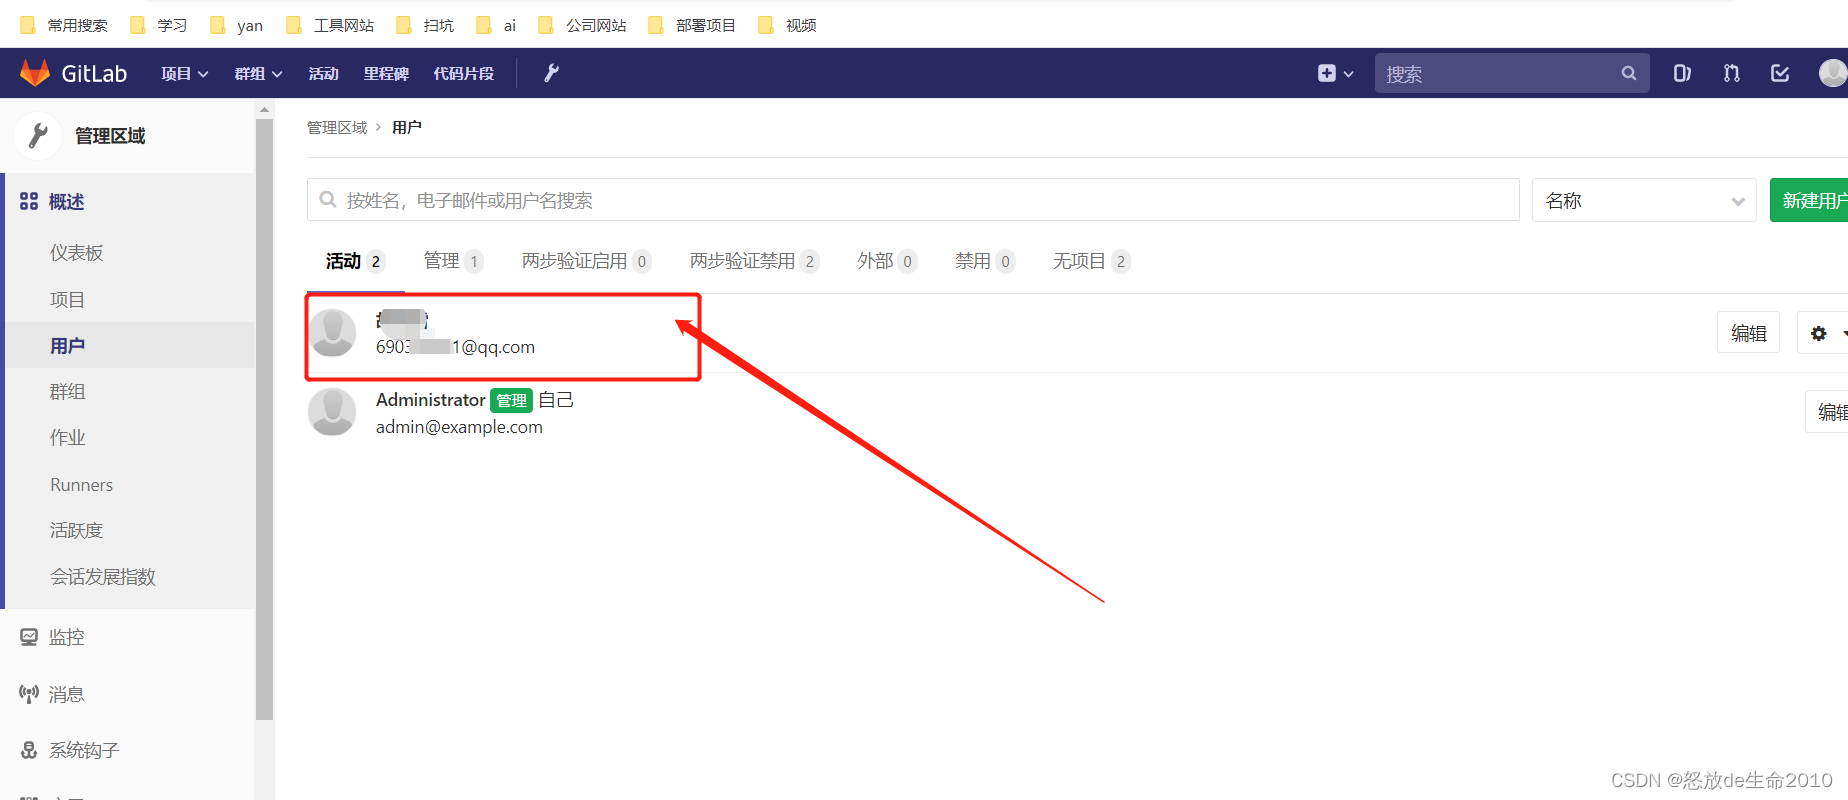 常用搜索 学习 yan 工具网站 扫坑 ai 公司网站 部署项目 视频
GitLab 项目 群组 活动 里程碑 代码片段 搜索
管理区域
管理区域 › 用户
概述
仪表板
项目
用户
群组
作业
Runners
活跃度
会话发展指数
监控
消息
系统钩子
按姓名，电子邮件或用户名搜索 名称 新建用户
活动 2 管理 1 两步验证启用 0 两步验证禁用 2 外部 0 禁用 0 无项目 2
6903 1@qq.com
编辑
Administrator 管理 自己
admin@example.com
编辑
CSDN @怒放de生命2010